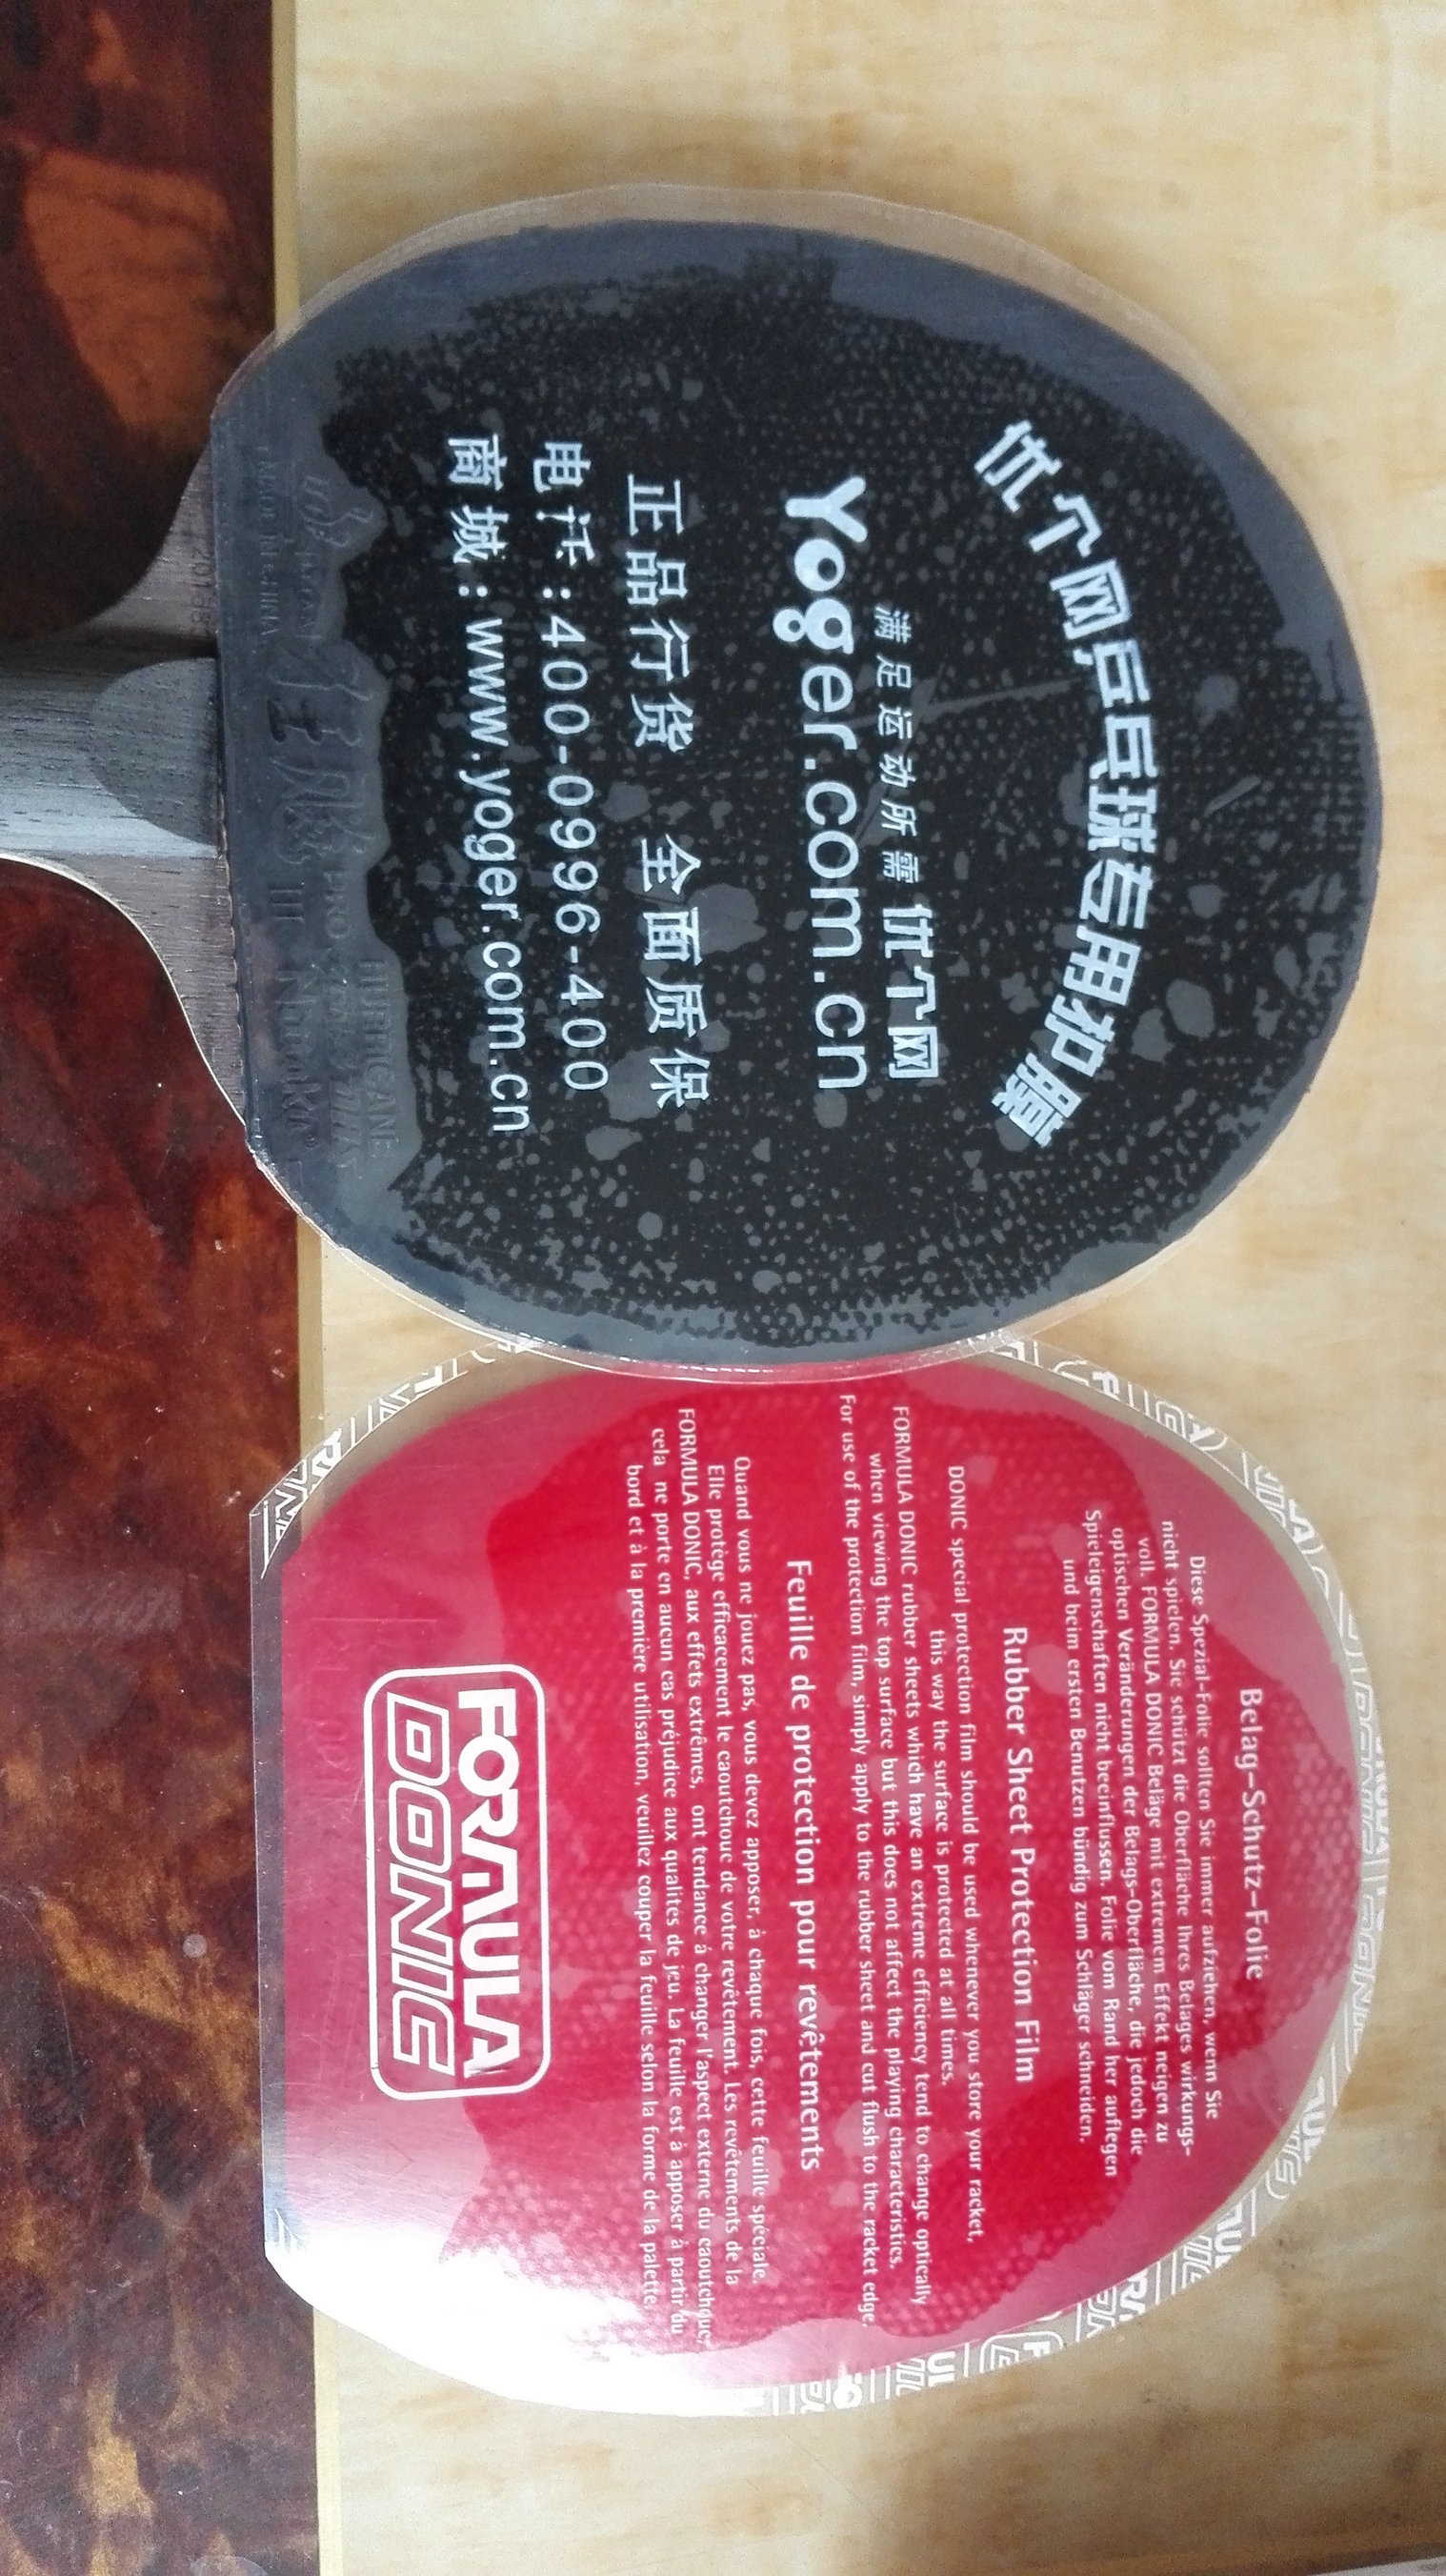 优个网乒乓球专用护膜
满足运动所需 优个网
Yoger.com.cn
正品行货 全面质保
电话:400-0996-400
商城:www.yoger.com.cn
HURRICANE
狂飚 III
MADE IN CHINA
Belag-Schutz-Folie
Diese Spezial-Folie sollten Sie immer aufziehen, wenn Sie
nicht spielen. Sie schützt die Oberfläche Ihres Belages wirkungs-
voll. FORMULA DONIC Beläge mit extremem Effekt neigen zu
optischen Veränderungen der Belags-Oberfläche, die jedoch die
Spieleigenschaften nicht beeinflussen. Folie vom Rand her auflegen
und beim ersten Benutzen bündig zum Schläger schneiden.
Rubber Sheet Protection Film
DONIC special protection film should be used whenever you store your racket,
this way the surface is protected at all times.
FORMULA DONIC rubber sheets which have an extreme efficiency tend to change optically
when viewing the top surface but this does not affect the playing characteristics.
For use of the protection film, simply apply to the rubber sheet and cut flush to the racket edge.
Feuille de protection pour revêtements
Quand vous ne jouez pas, vous devez apposer, à chaque fois, cette feuille spéciale.
Elle protège efficacement le caoutchouc de votre revêtement. Les revêtements de la
FORMULA DONIC, aux effets extrêmes, ont tendance à changer l'aspect externe du caoutchouc,
cela ne porte en aucun cas préjudice aux qualités de jeu. La feuille est à apposer à partir du
bord et à la première utilisation, veuillez couper la feuille selon la forme de la palette.
FORMULA
DONIC